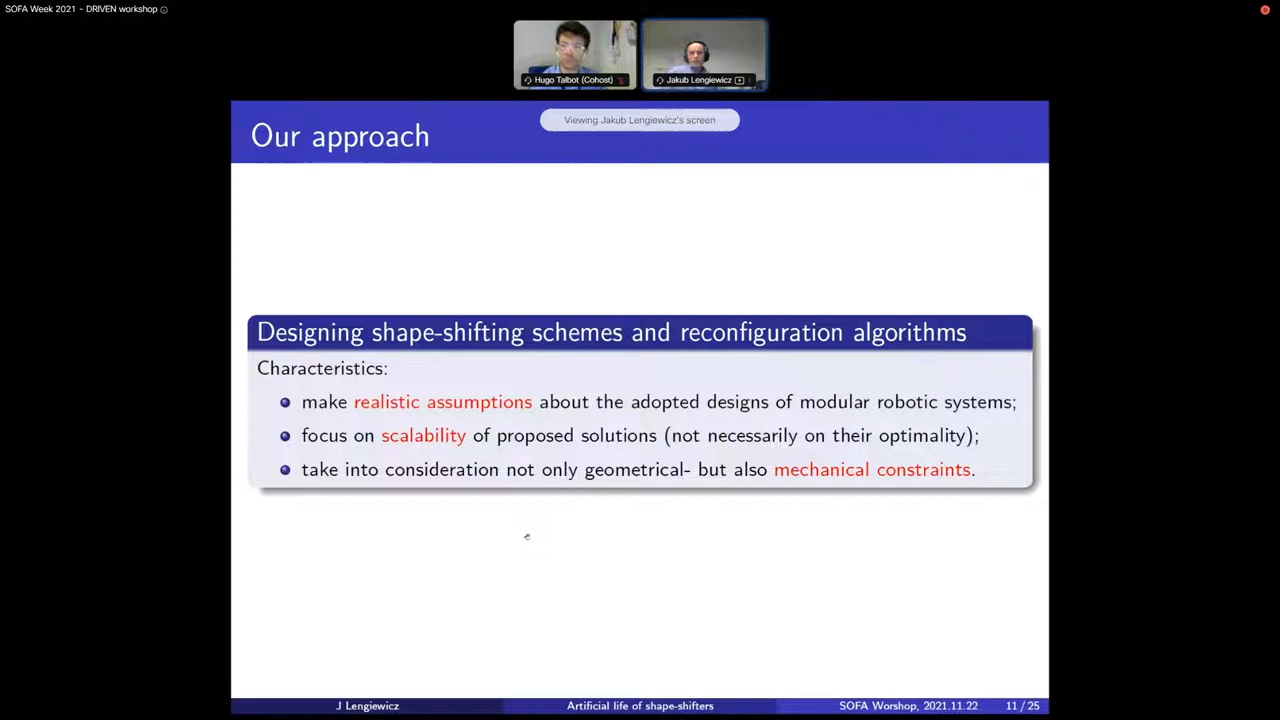 SOFA Week 2021 - DRIVEN workshop
Hugo Talbot (Cohost)
Jakub Lengiewicz
Viewing Jakub Lengiewicz's screen
Our approach
Designing shape-shifting schemes and reconfiguration algorithms
Characteristics:
make realistic assumptions about the adopted designs of modular robotic systems;
focus on scalability of proposed solutions (not necessarily on their optimality);
take into consideration not only geometrical- but also mechanical constraints.
J Lengiewicz
Artificial life of shape-shifters
SOFA Worshop, 2021.11.22
11 / 25